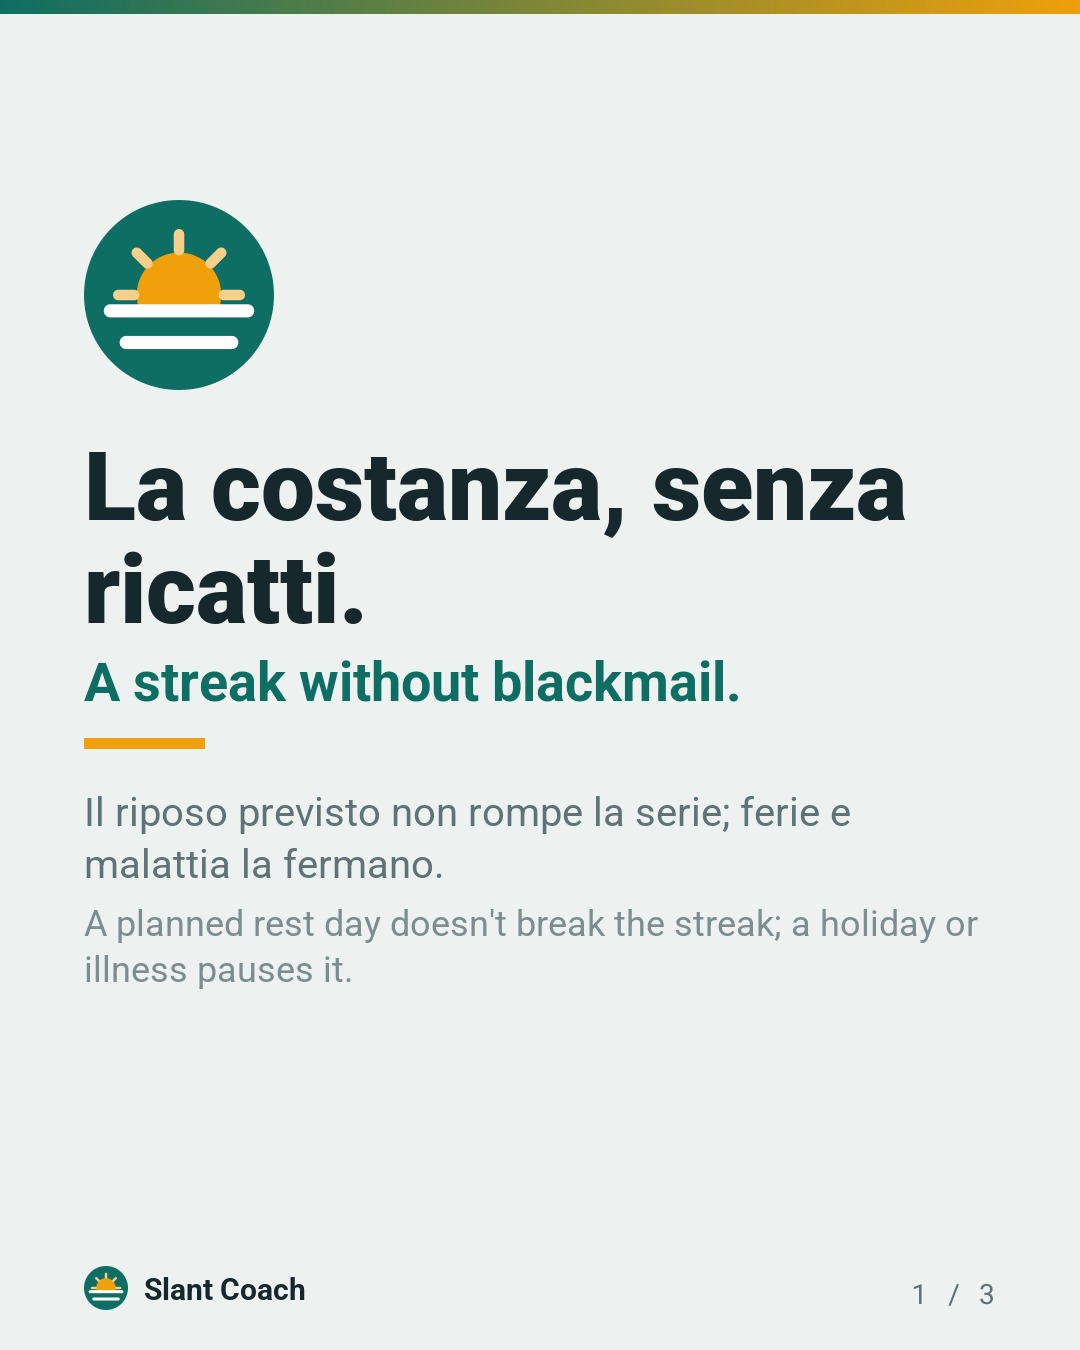 La costanza, senza
ricatti.
A streak without blackmail.
Il riposo previsto non rompe la serie; ferie e
malattia la fermano.
A planned rest day doesn't break the streak; a holiday or
illness pauses it.
Slant Coach
1 / 3